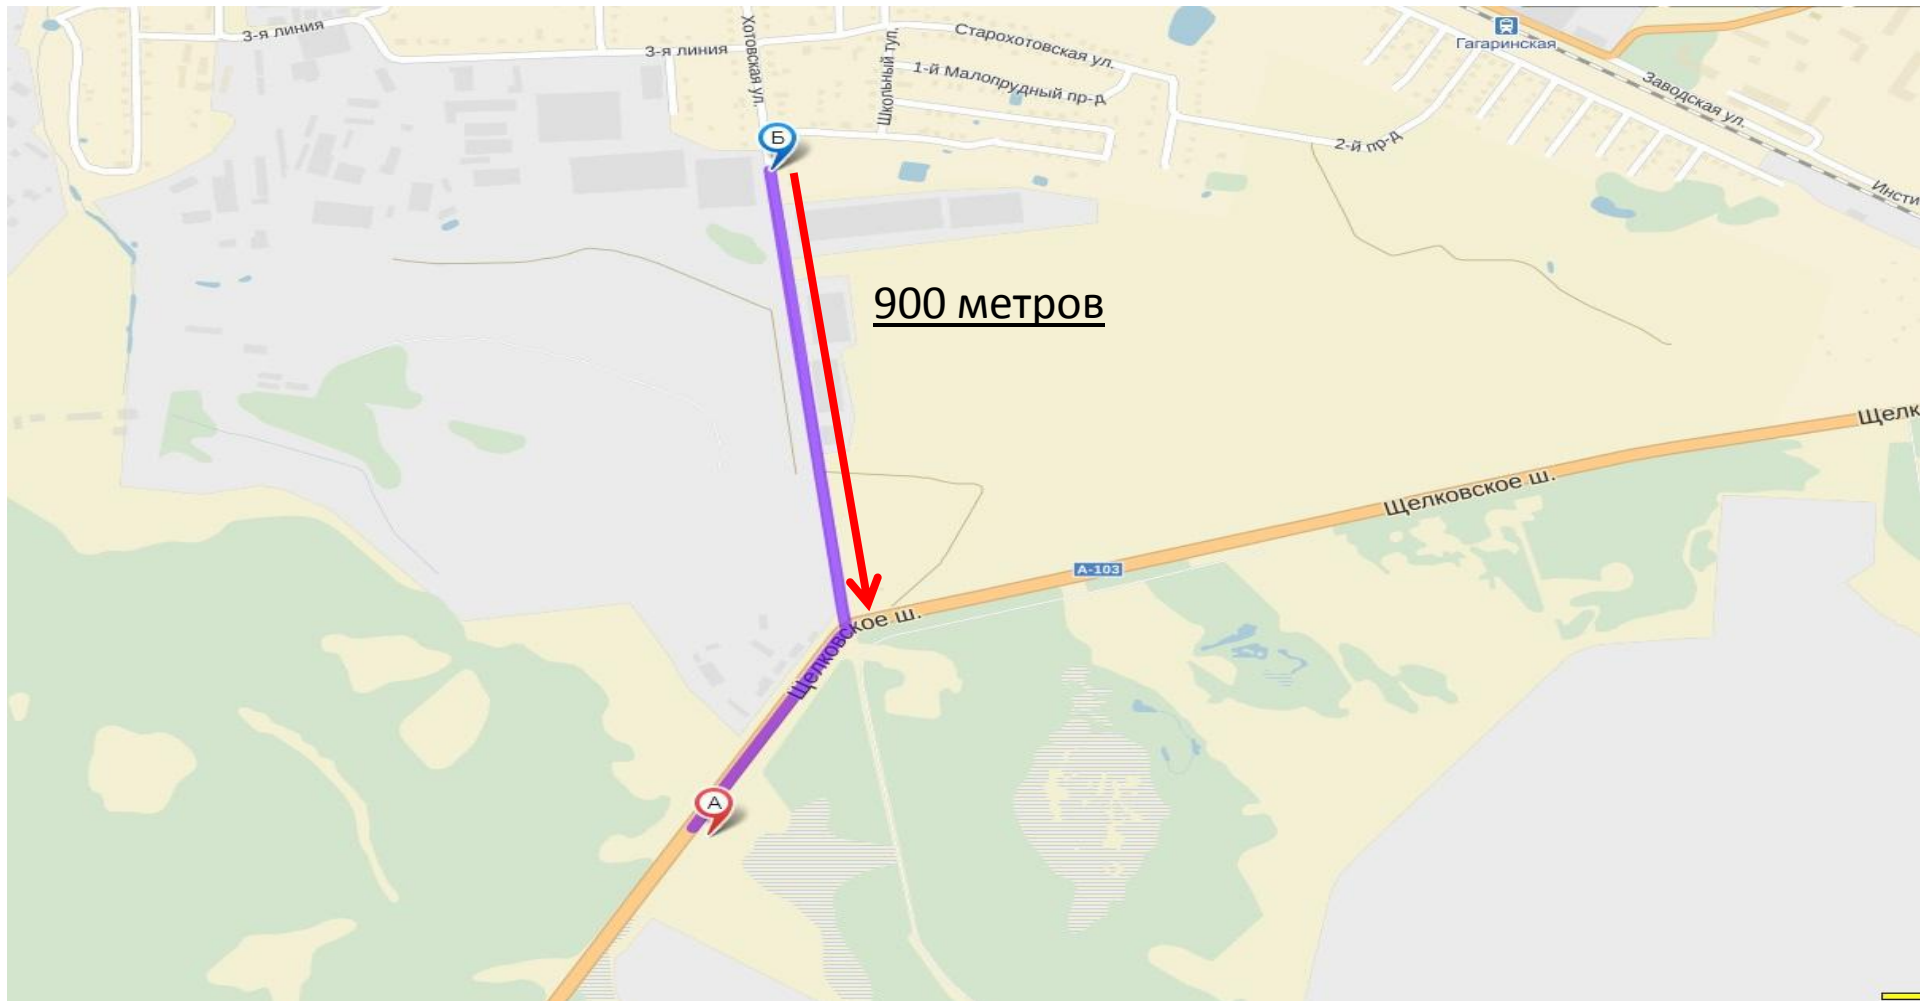 3-я линия
3-я линия
Хотовская ул.
Школьный туп.
Старохотовская ул.
1-й Малопрудный пр-д
Гагаринская
Заводская ул.
2-й пр-д
Инсти
Б
900 метров
Щелк
Щелковское ш.
А-103
Щелковское ш.
А